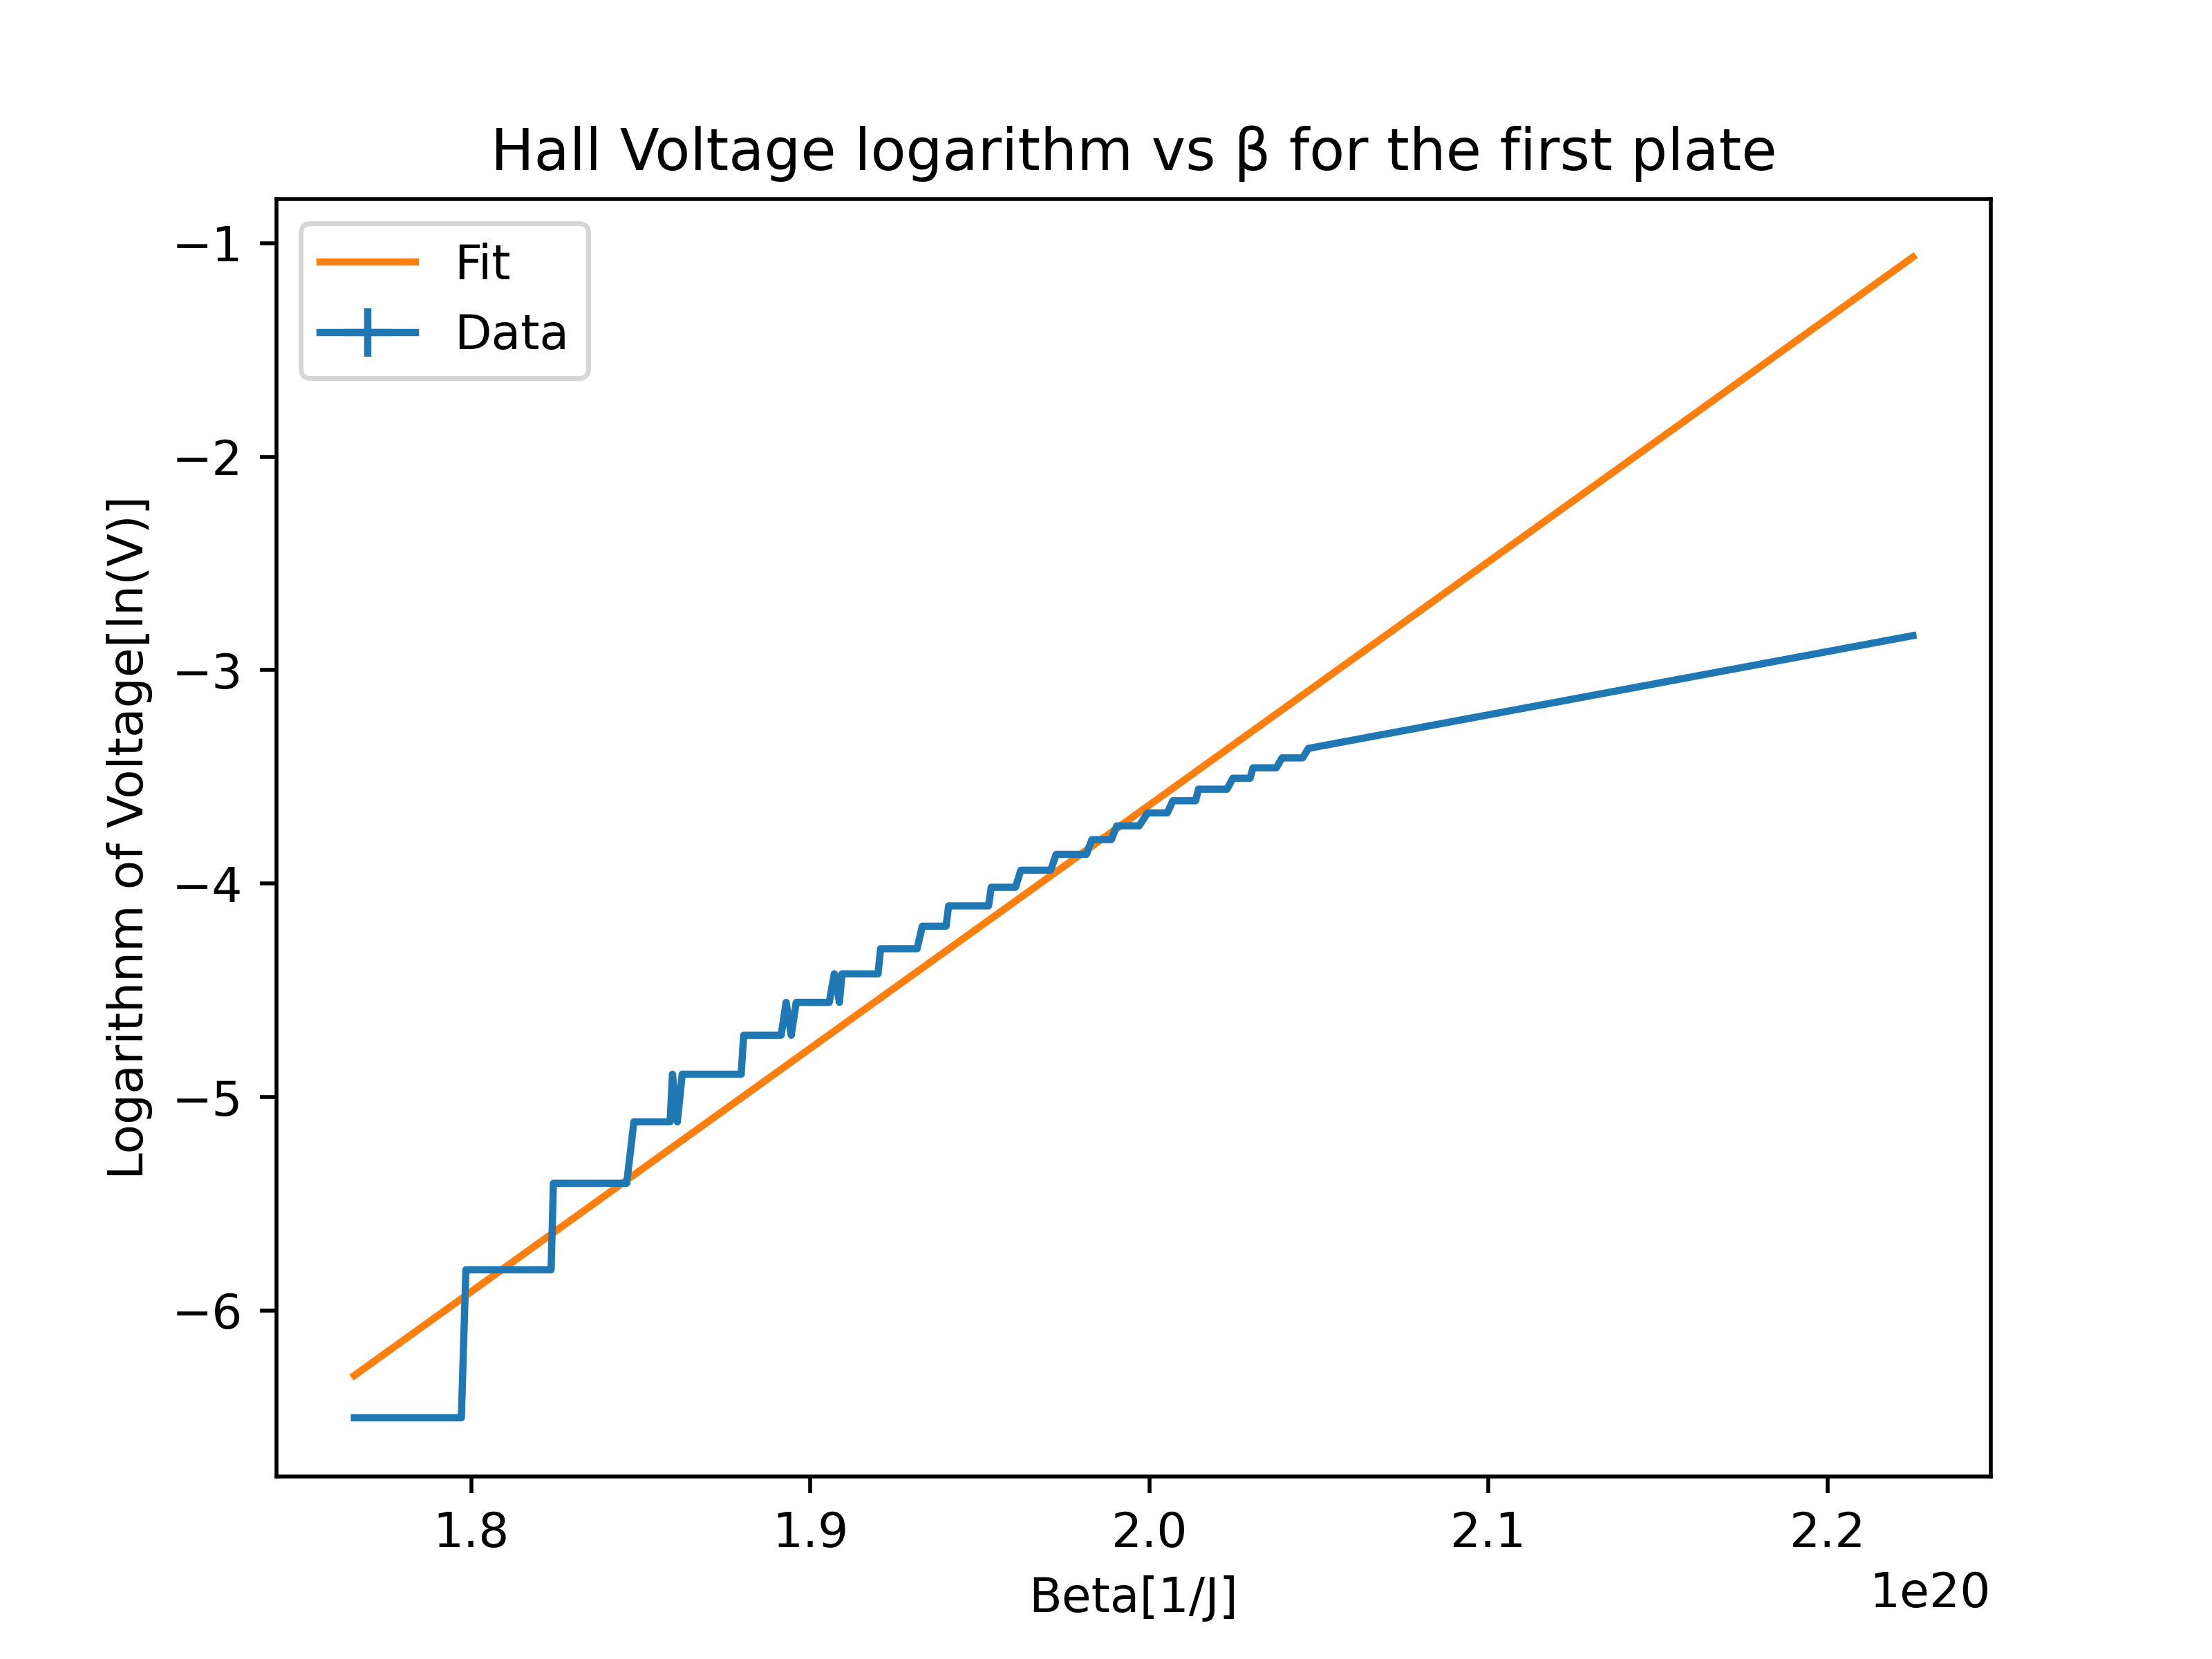 Hall Voltage logarithm vs β for the first plate
Fit
Data
−1
−2
−3
−4
−5
−6
Logarithnm of Voltage[ln(V)]
1.8 1.9 2.0 2.1 2.2
1e20
Beta[1/J]